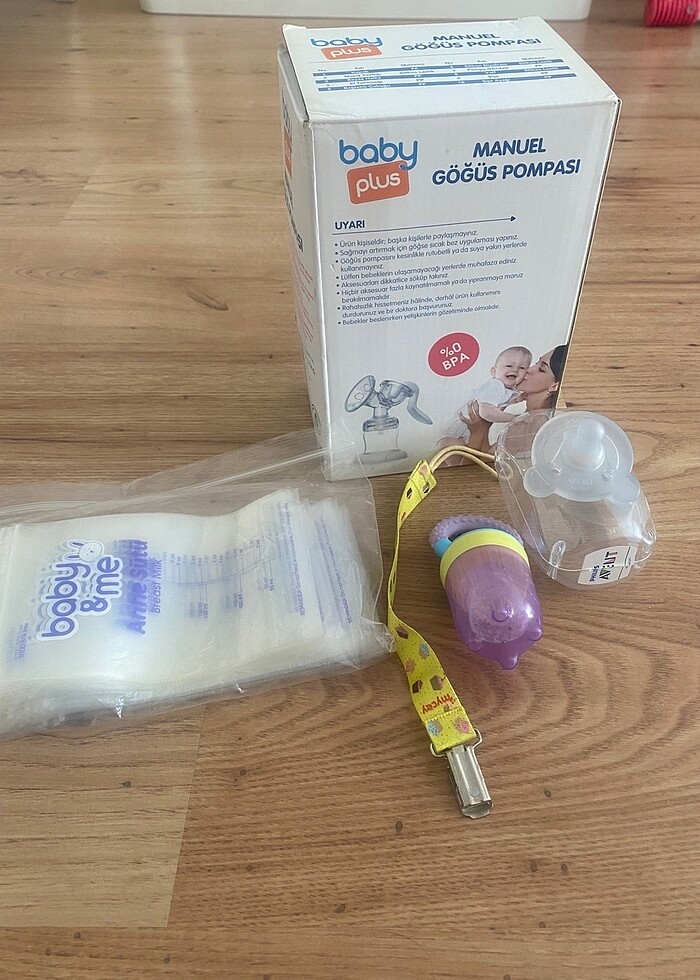 baby
plus
MANUEL
GÖĞÜS POMPASI
baby
plus
MANUEL
GÖĞÜS POMPASI
UYARI
• Ürün kişiseldir; başka kişilerle paylaşmayınız.
• Sağmayı artırmak için göğse sıcak bez uygulaması yapınız.
• Göğüs pompasını kesinlikle rutubetli ya da suya yakın yerlerde
kullanmayınız.
• Lütfen bebeklerin ulaşamayacağı yerlerde muhafaza ediniz.
• Aksesuarları dikkatlice söküp takınız.
• Hiçbir aksesuar fazla kaynatılmamalı ya da yıpranmaya maruz
bırakılmamalıdır.
• Rahatsızlık hissetmeniz hâlinde, derhâl ürün kullanımını
durdurunuz ve bir doktora başvurunuz.
• Bebekler beslenirken yetişkinlerin gözetiminde olmalıdır.
%0
BPA
PHILIPS
AVENT
baby
&me
Anne Sütü
Breast Milk
mycey